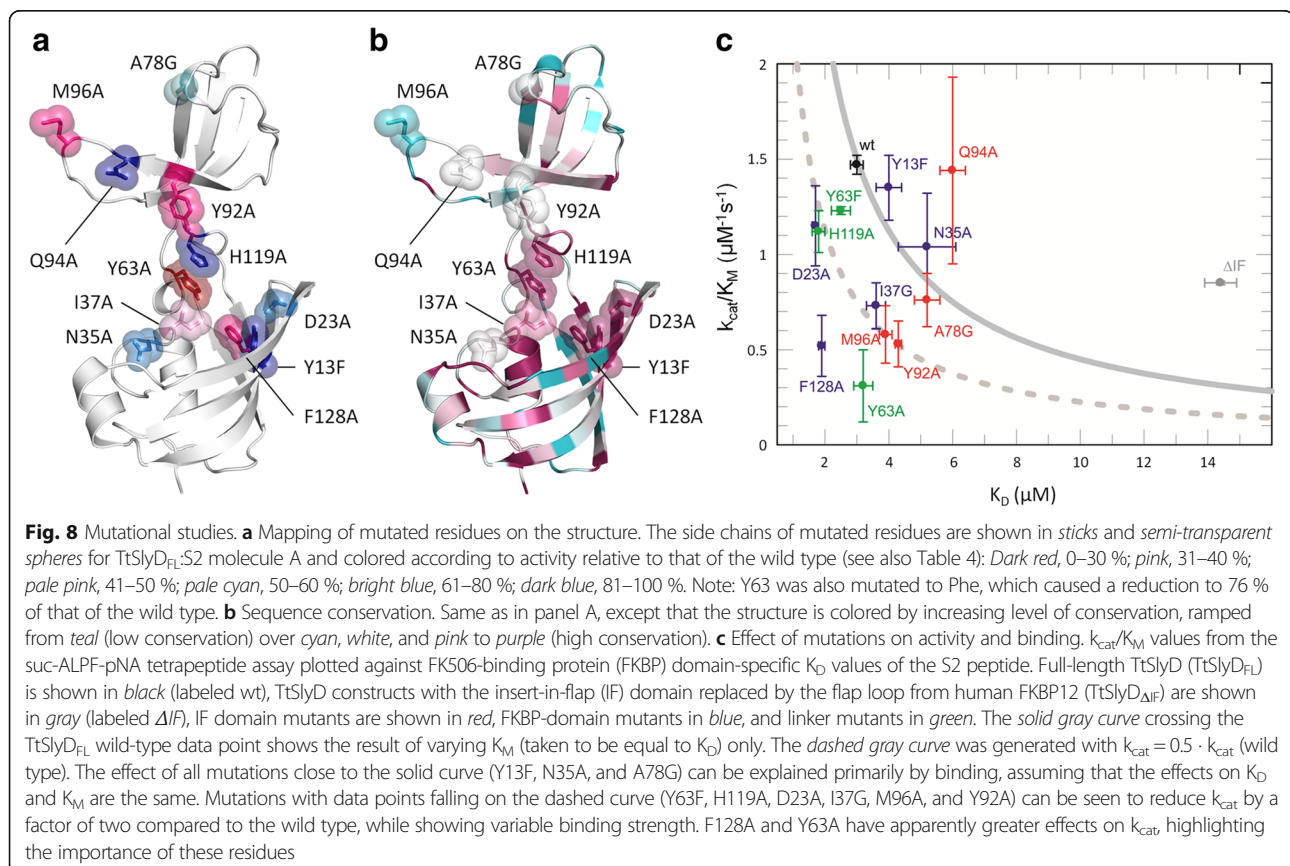 a
b
c
A78G
M96A
Q94A
Y92A
H119A
Y63A
I37A
N35A
D23A
Y13F
F128A
A78G
M96A
Q94A
Y92A
H119A
Y63A
I37A
N35A
D23A
Y13F
F128A
2
1.5
1
0.5
0
k_cat/K_M (µM⁻¹s⁻¹)
wt
Y13F
Q94A
Y63F
H119A
N35A
D23A
ΔIF
I37G
A78G
M96A
Y92A
F128A
Y63A
2 4 6 8 10 12 14
K_D (µM)
Fig. 8 Mutational studies. a Mapping of mutated residues on the structure. The side chains of mutated residues are shown in sticks and semi-transparent
spheres for TtSlyD_FL:S2 molecule A and colored according to activity relative to that of the wild type (see also Table 4): Dark red, 0–30 %; pink, 31–40 %;
pale pink, 41–50 %; pale cyan, 50–60 %; bright blue, 61–80 %; dark blue, 81–100 %. Note: Y63 was also mutated to Phe, which caused a reduction to 76 %
of that of the wild type. b Sequence conservation. Same as in panel A, except that the structure is colored by increasing level of conservation, ramped
from teal (low conservation) over cyan, white, and pink to purple (high conservation). c Effect of mutations on activity and binding. k_cat/K_M values from the
suc-ALPF-pNA tetrapeptide assay plotted against FK506-binding protein (FKBP) domain-specific K_D values of the S2 peptide. Full-length TtSlyD (TtSlyD_FL)
is shown in black (labeled wt), TtSlyD constructs with the insert-in-flap (IF) domain replaced by the flap loop from human FKBP12 (TtSlyD_ΔIF) are shown
in gray (labeled ΔIF), IF domain mutants are shown in red, FKBP-domain mutants in blue, and linker mutants in green. The solid gray curve crossing the
TtSlyD_FL wild-type data point shows the result of varying K_M (taken to be equal to K_D) only. The dashed gray curve was generated with k_cat = 0.5 · k_cat (wild
type). The effect of all mutations close to the solid curve (Y13F, N35A, and A78G) can be explained primarily by binding, assuming that the effects on K_D
and K_M are the same. Mutations with data points falling on the dashed curve (Y63F, H119A, D23A, I37G, M96A, and Y92A) can be seen to reduce k_cat by a
factor of two compared to the wild type, while showing variable binding strength. F128A and Y63A have apparently greater effects on k_cat, highlighting
the importance of these residues